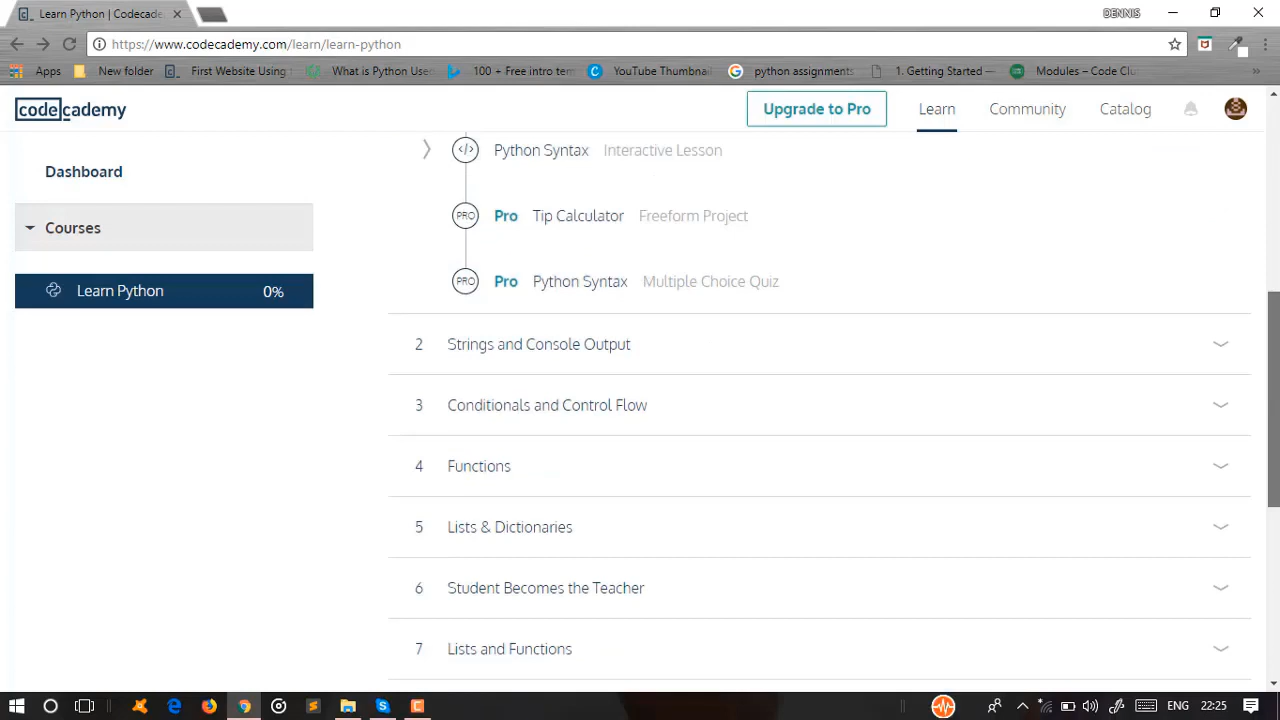 Learn Python | Codecade
DENNIS
https://www.codecademy.com/learn/learn-python
Apps New folder First Website Using What is Python Use 100 + Free intro te YouTube Thumbnai python assignments 1. Getting Started — Modules – Code Clu »
codecademy
Upgrade to Pro Learn Community Catalog
Dashboard
Courses
Learn Python 0%
</> Python Syntax Interactive Lesson
PRO Pro Tip Calculator Freeform Project
PRO Pro Python Syntax Multiple Choice Quiz
2 Strings and Console Output
3 Conditionals and Control Flow
4 Functions
5 Lists & Dictionaries
6 Student Becomes the Teacher
7 Lists and Functions
ENG 22:25